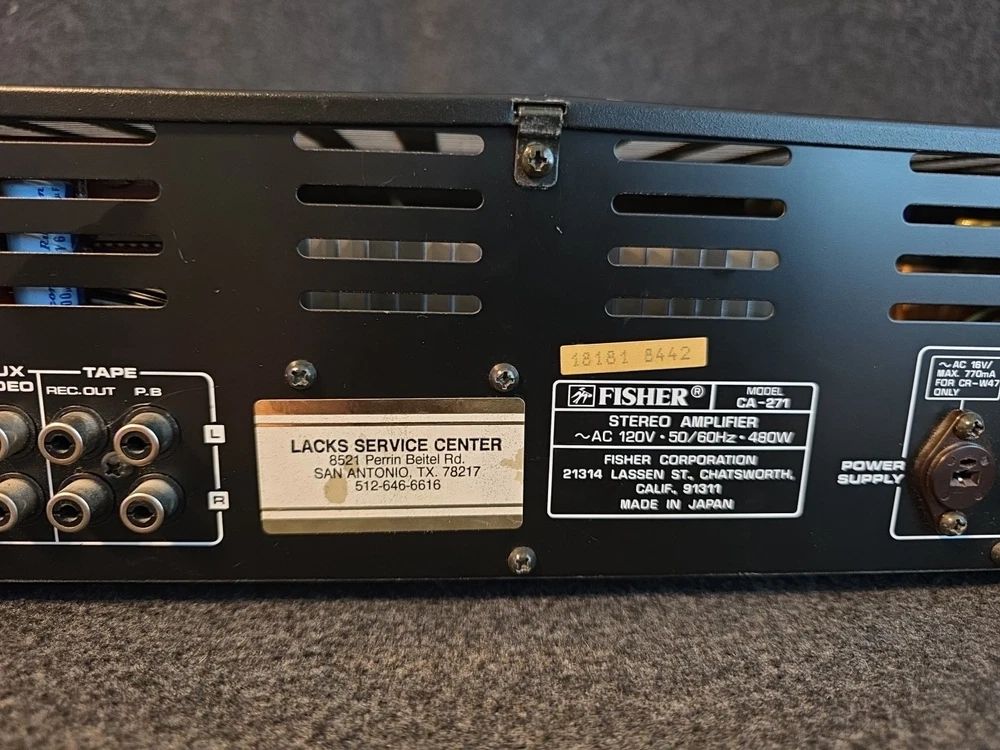 UX
DEO
TAPE
REC.OUT
P.B
L
R
LACKS SERVICE CENTER
8521 Perrin Beitel Rd.
SAN ANTONIO, TX. 78217
512-646-6616
18181 8442
FISHER®
MODEL
CA-271
STEREO AMPLIFIER
~AC 120V • 50/60Hz • 480W
FISHER CORPORATION
21314 LASSEN ST., CHATSWORTH,
CALIF., 91311
MADE IN JAPAN
~AC 16V/
MAX. 770mA
FOR CR-W47
ONLY
POWER
SUPPLY